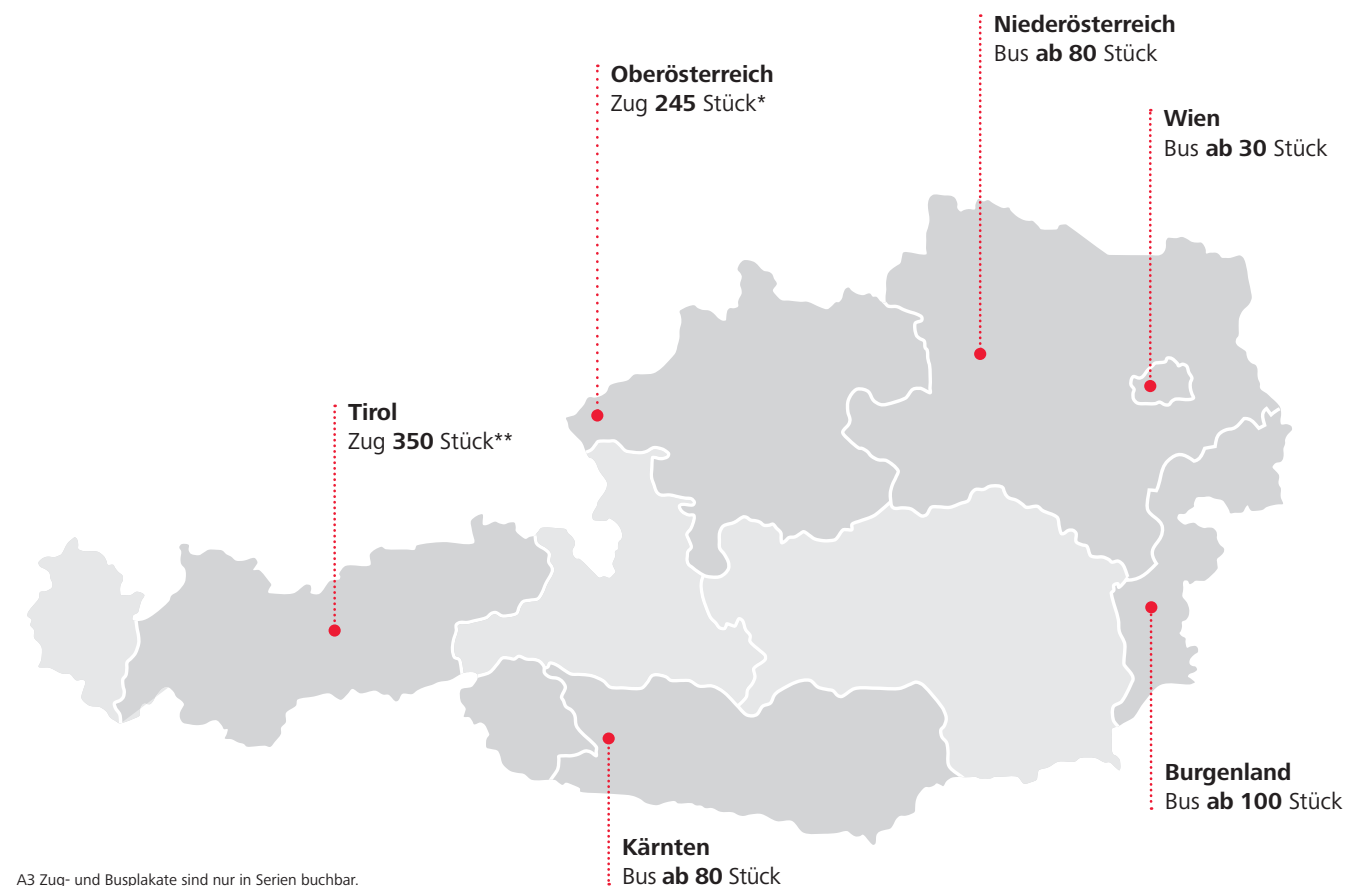 Niederösterreich
Bus ab 80 Stück
Oberösterreich
Zug 245 Stück*
Wien
Bus ab 30 Stück
Tirol
Zug 350 Stück**
Burgenland
Bus ab 100 Stück
Kärnten
Bus ab 80 Stück
A3 Zug- und Busplakate sind nur in Serien buchbar.